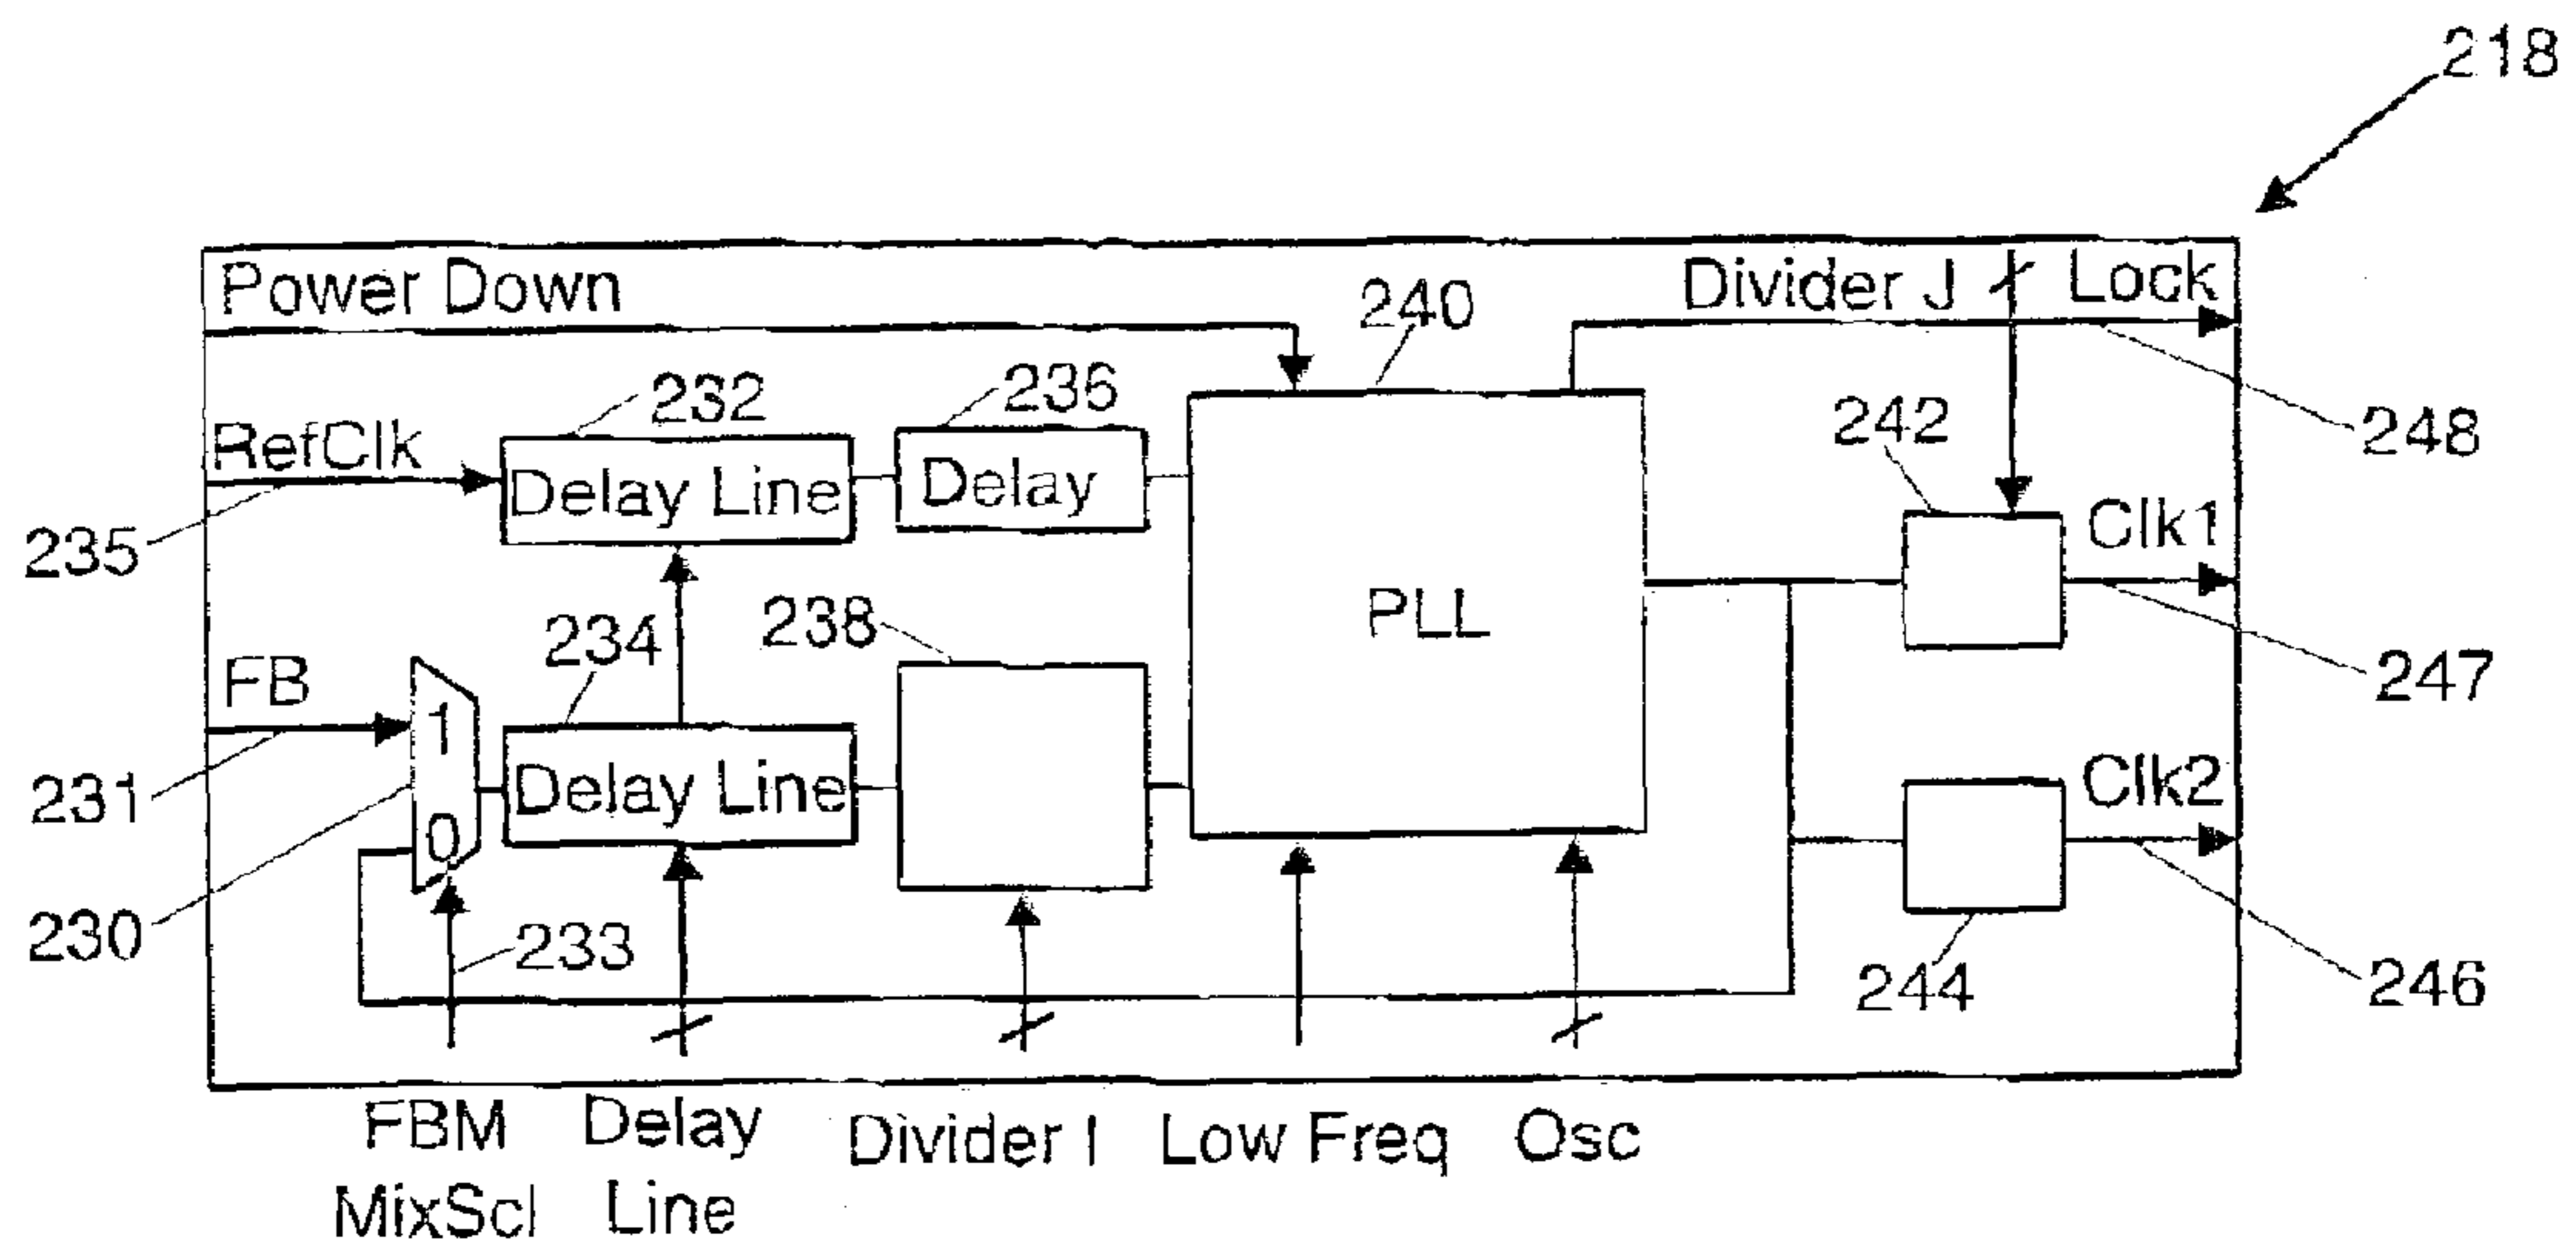 218
Power Down
240
Divider J
Lock
232
236
RefClk
Delay Line
Delay
242
248
235
Clk1
234
238
PLL
FB
1
247
231
Delay Line
Clk2
0
230
233
244
246
FBM
MixScl
Delay
Line
Divider I
Low Freq
Osc